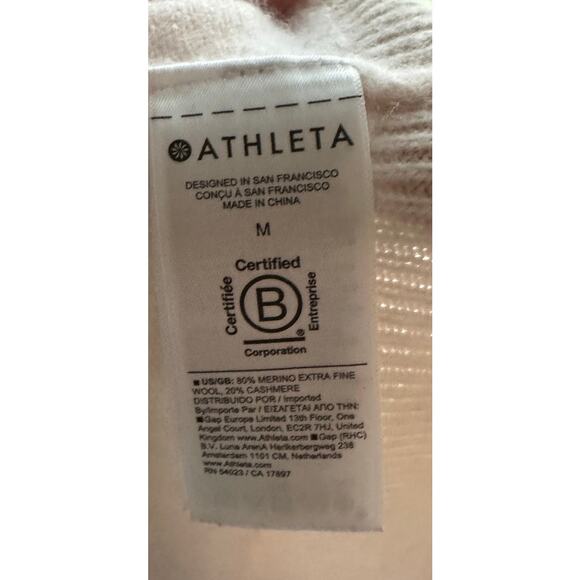 ATHLETA
DESIGNED IN SAN FRANCISCO
CONÇU À SAN FRANCISCO
MADE IN CHINA
M
Certified
Certifiée
B
®
Entreprise
Corporation
■ US/GB: 80% MERINO EXTRA FINE
WOOL, 20% CASHMERE
DISTRIBUIDO POR / Imported
By/Importe Par / ΕΙΣΑΓΕΤΑΙ ΑΠΟ ΤΗΝ:
■Gap Europe Limited 13th Floor, One
Angel Court, London, EC2R 7HJ, United
Kingdom www.Athleta.com ■Gap (RHC)
B.V. Luna ArenA Herikerbergweg 238
Amsterdam 1101 CM, Netherlands
www.Athleta.com
RN 54023 / CA 17897